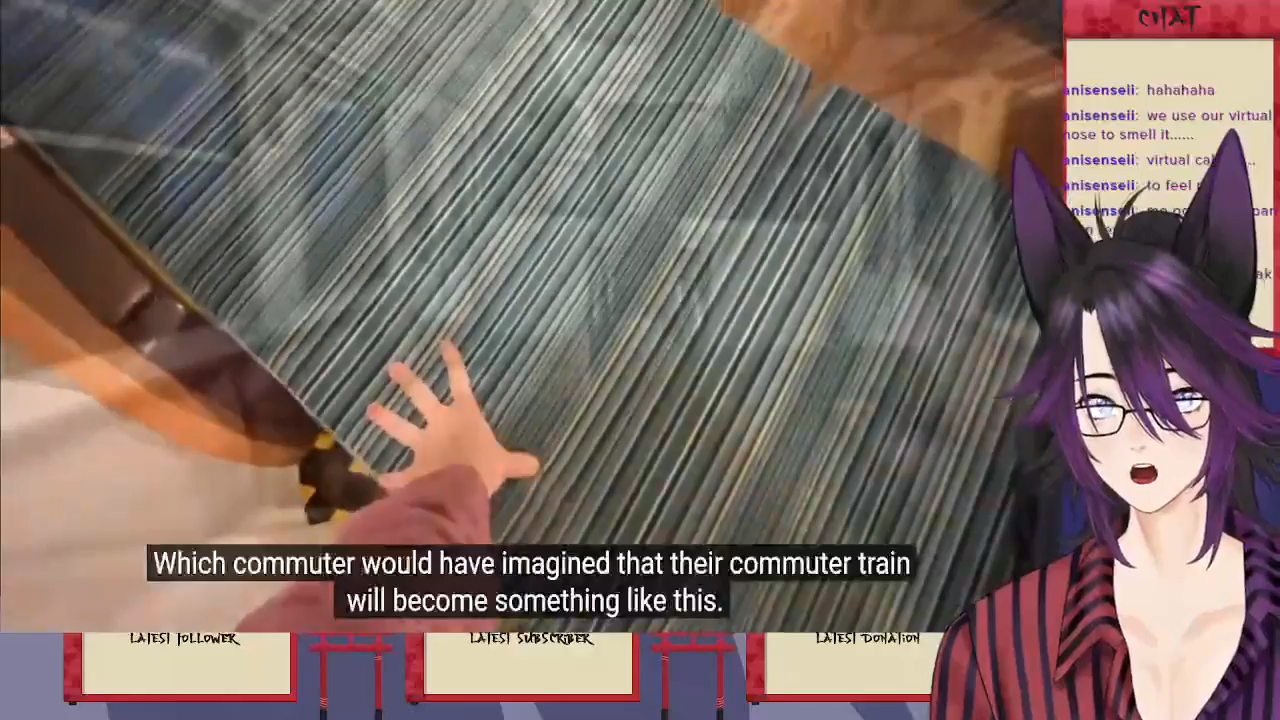 CHAT
anisenseii: hahahaha
anisenseii: we use our virtual
nose to smell it......
anisenseii: virtual
anisenseii: to feel
Which commuter would have imagined that their commuter train
will become something like this.
LATEST FOLLOWER
LATEST SUBSCRIBER
LATEST DONATION